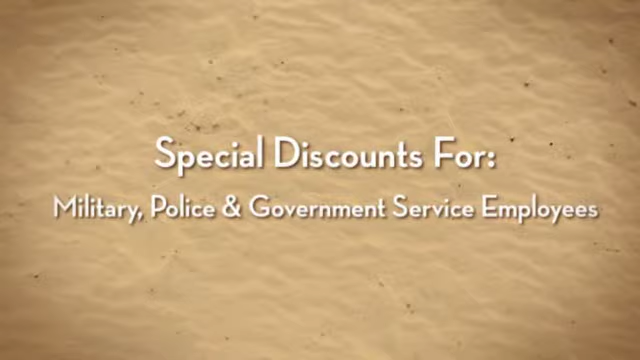 Special Discounts For:
Military, Police & Government Service Employees